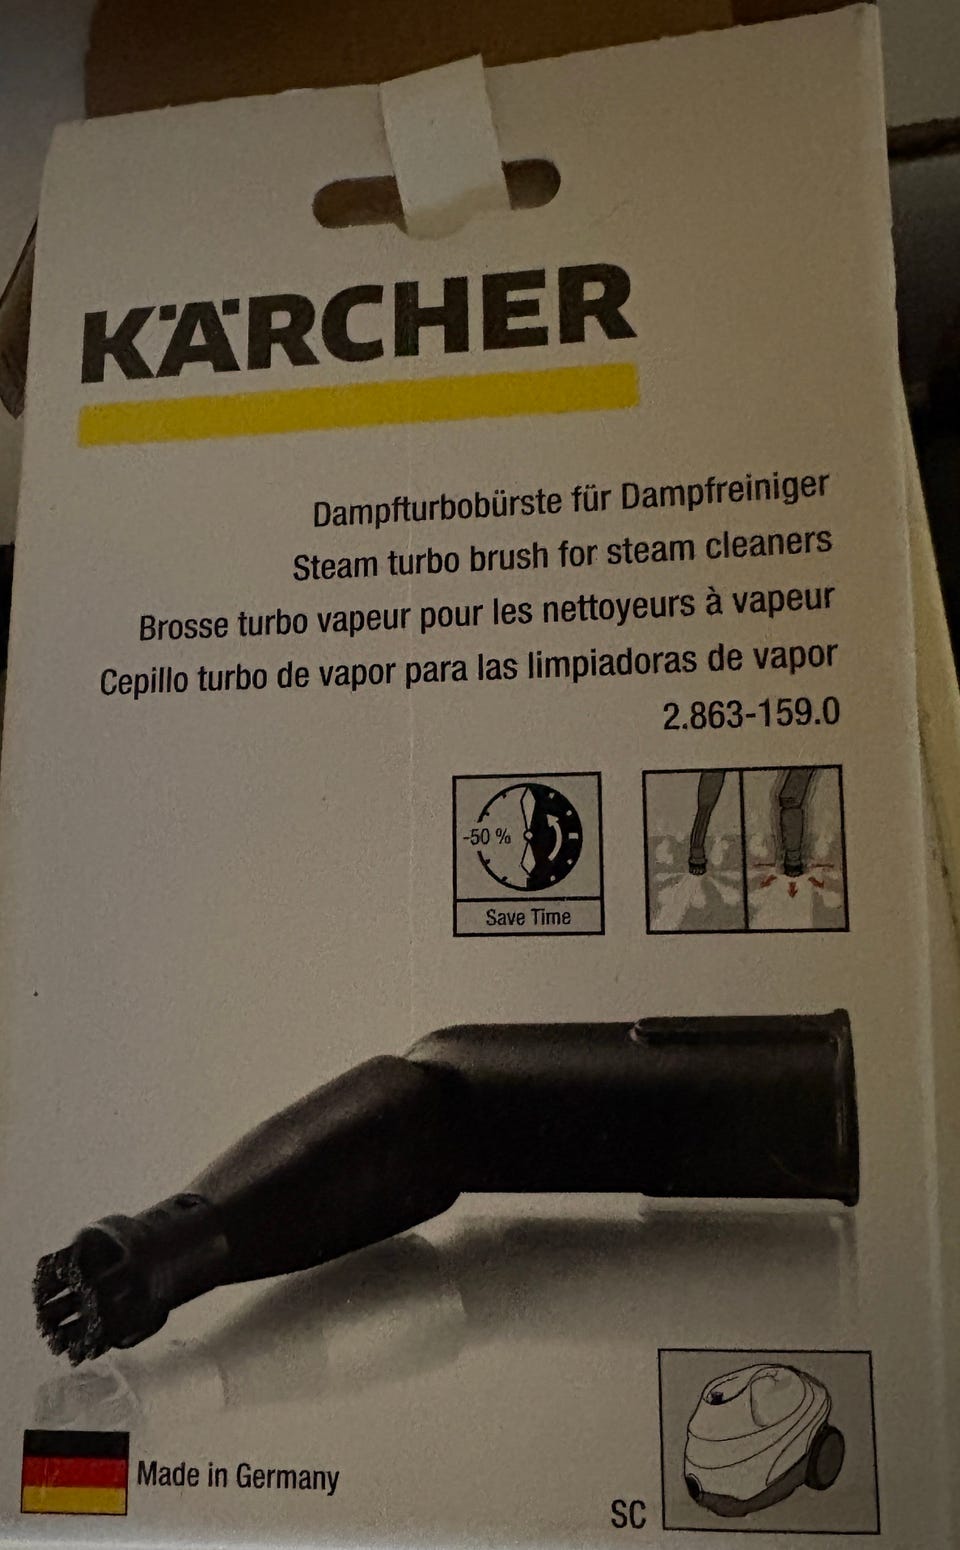 KÄRCHER
Dampfturbobürste für Dampfreiniger
Steam turbo brush for steam cleaners
Brosse turbo vapeur pour les nettoyeurs à vapeur
Cepillo turbo de vapor para las limpiadoras de vapor
2.863-159.0
-50 %
Save Time
Made in Germany
SC